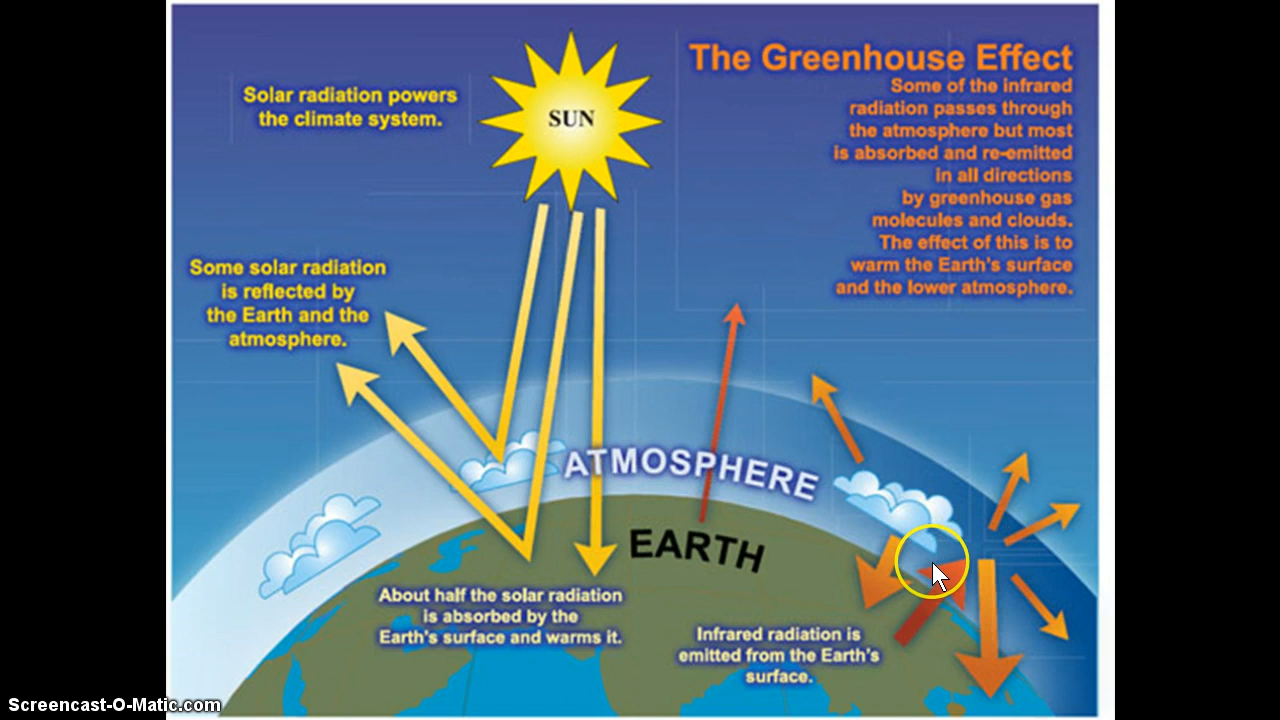 The Greenhouse Effect
Some of the infrared
radiation passes through
the atmosphere but most
is absorbed and re-emitted
in all directions
by greenhouse gas
molecules and clouds.
The effect of this is to
warm the Earth's surface
and the lower atmosphere.
Solar radiation powers
the climate system.
SUN
Some solar radiation
is reflected by
the Earth and the
atmosphere.
ATMOSPHERE
EARTH
About half the solar radiation
is absorbed by the
Earth's surface and warms it.
Infrared radiation is
emitted from the Earth's
surface.
Screencast-O-Matic.com